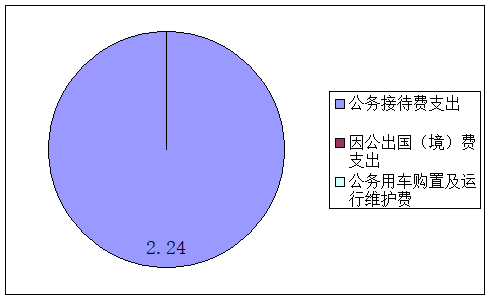 2.24
公务接待费支出
因公出国（境）费
支出
公务用车购置及运
行维护费